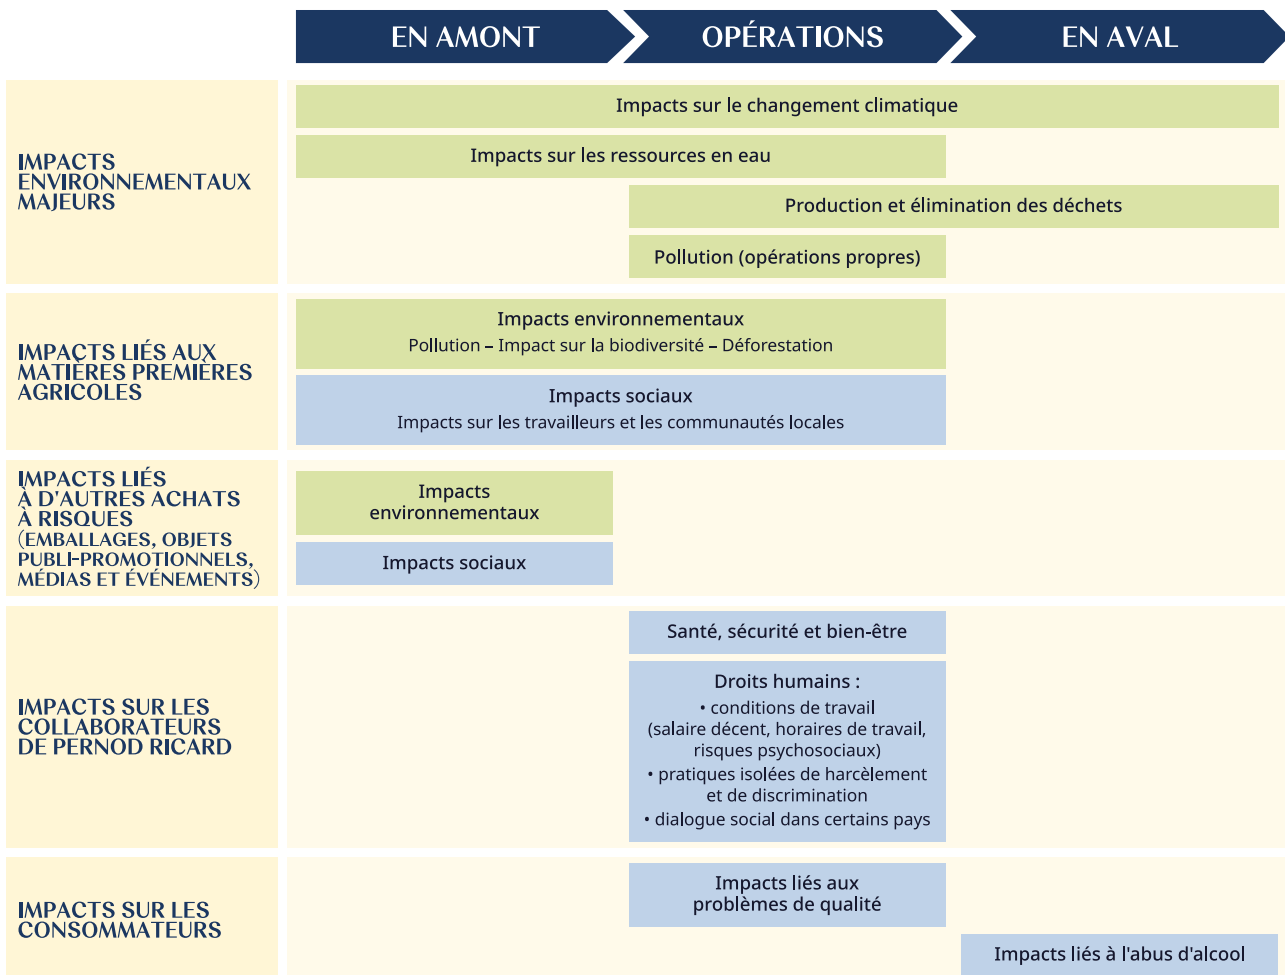 EN AMONT
OPÉRATIONS
EN AVAL
IMPACTS
ENVIRONNEMENTAUX
MAJEURS
Impacts sur le changement climatique
Impacts sur les ressources en eau
Production et élimination des déchets
Pollution (opérations propres)
IMPACTS LIÉS AUX
MATIÈRES PREMIÈRES
AGRICOLES
Impacts environnementaux
Pollution – Impact sur la biodiversité – Déforestation
Impacts sociaux
Impacts sur les travailleurs et les communautés locales
IMPACTS LIÉS
À D'AUTRES ACHATS
À RISQUES
(EMBALLAGES, OBJETS
PUBLI-PROMOTIONNELS,
MÉDIAS ET ÉVÉNEMENTS)
Impacts
environnementaux
Impacts sociaux
IMPACTS SUR LES
COLLABORATEURS
DE PERNOD RICARD
Santé, sécurité et bien-être
Droits humains :
• conditions de travail
(salaire décent, horaires de travail,
risques psychosociaux)
• pratiques isolées de harcèlement
et de discrimination
• dialogue social dans certains pays
IMPACTS SUR LES
CONSOMMATEURS
Impacts liés aux
problèmes de qualité
Impacts liés à l'abus d'alcool